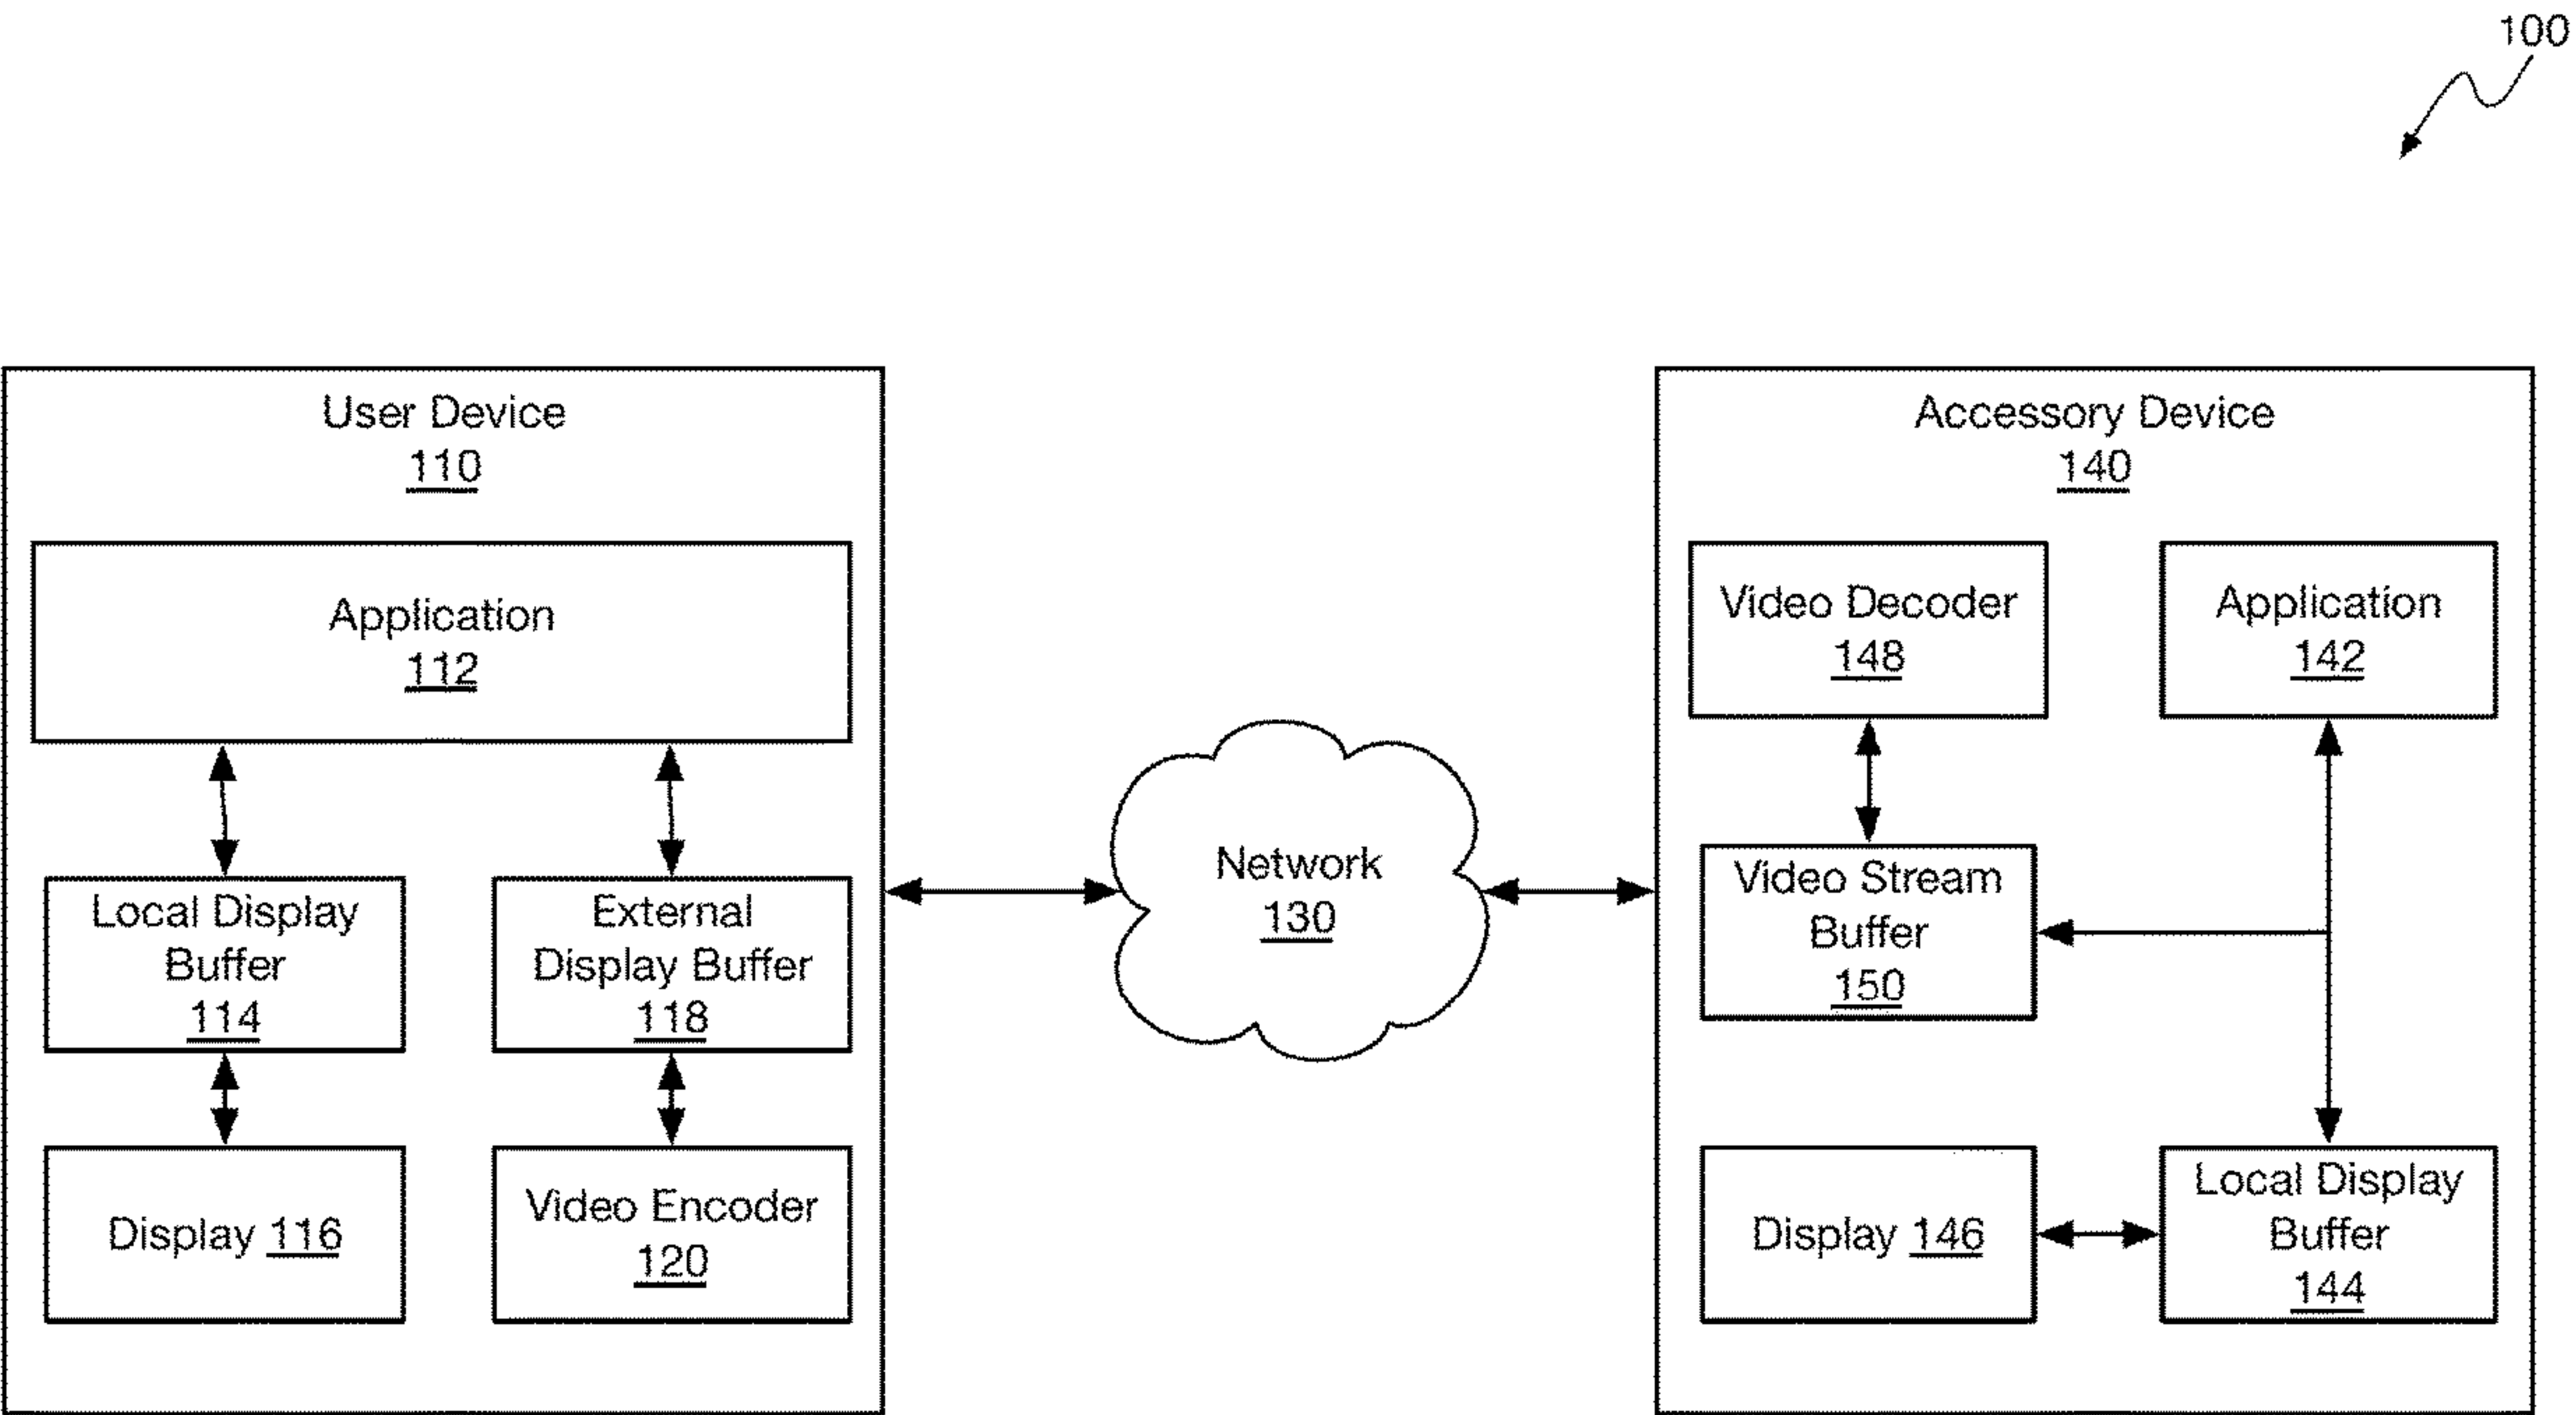 100
User Device
110
Application
112
Local Display
Buffer
114
External
Display Buffer
118
Display 116
Video Encoder
120
Network
130
Accessory Device
140
Video Decoder
148
Application
142
Video Stream
Buffer
150
Display 146
Local Display
Buffer
144